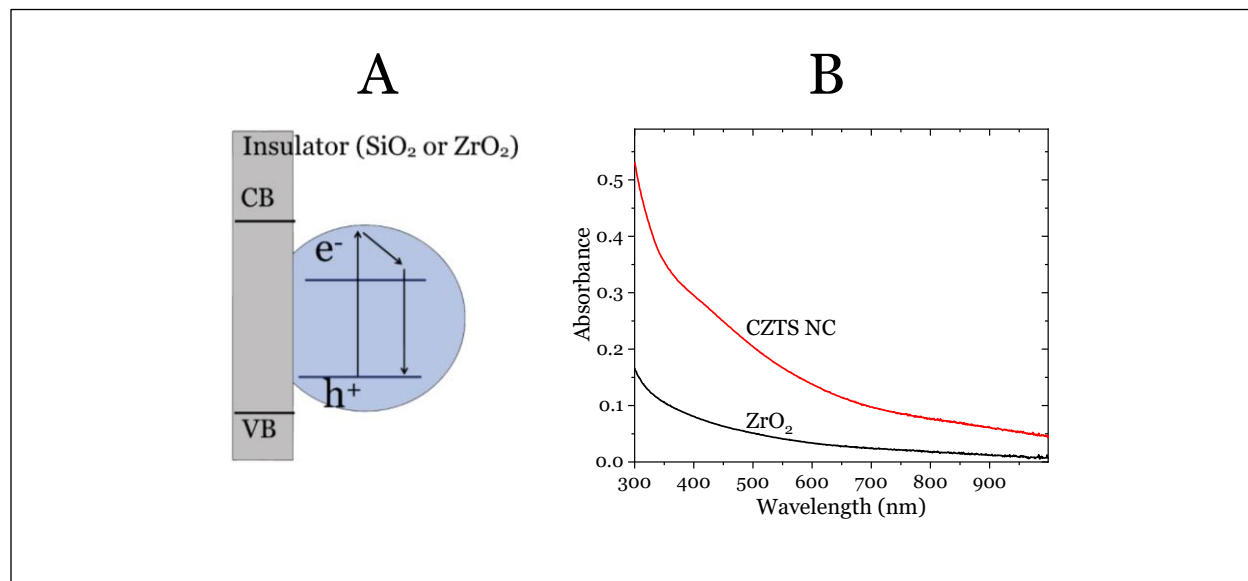 A
B
Insulator (SiO₂ or ZrO₂)
CB
e⁻
h⁺
VB
Absorbance
0.5
0.4
0.3
0.2
0.1
0.0
CZTS NC
ZrO₂
300 400 500 600 700 800 900
Wavelength (nm)